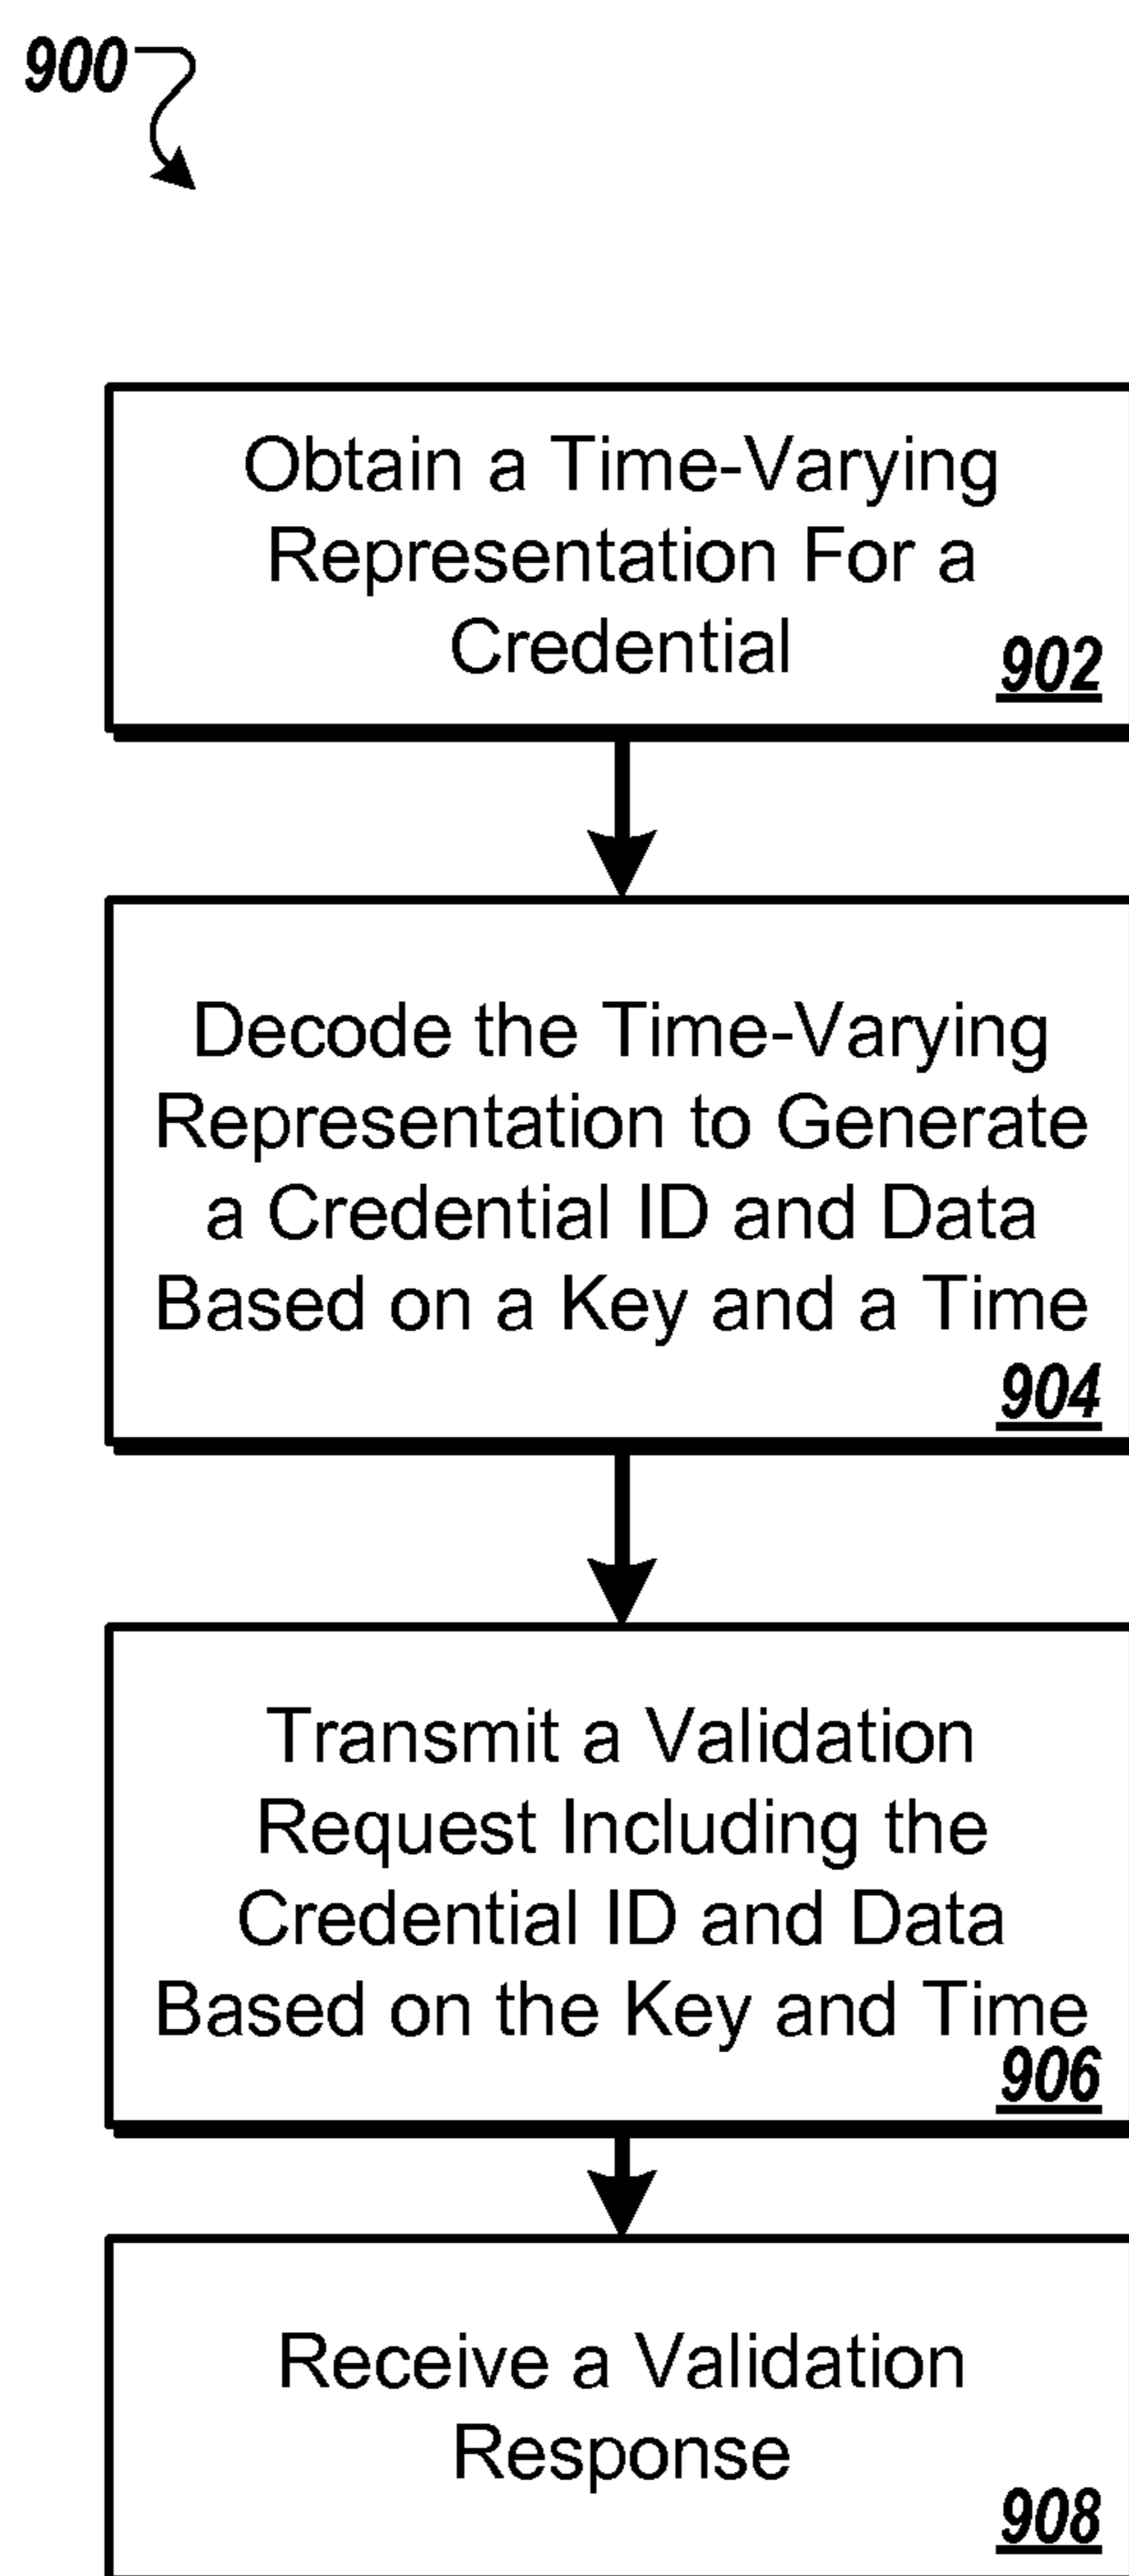 900
Obtain a Time-Varying
Representation For a
Credential
902
Decode the Time-Varying
Representation to Generate
a Credential ID and Data
Based on a Key and a Time
904
Transmit a Validation
Request Including the
Credential ID and Data
Based on the Key and Time
906
Receive a Validation
Response
908